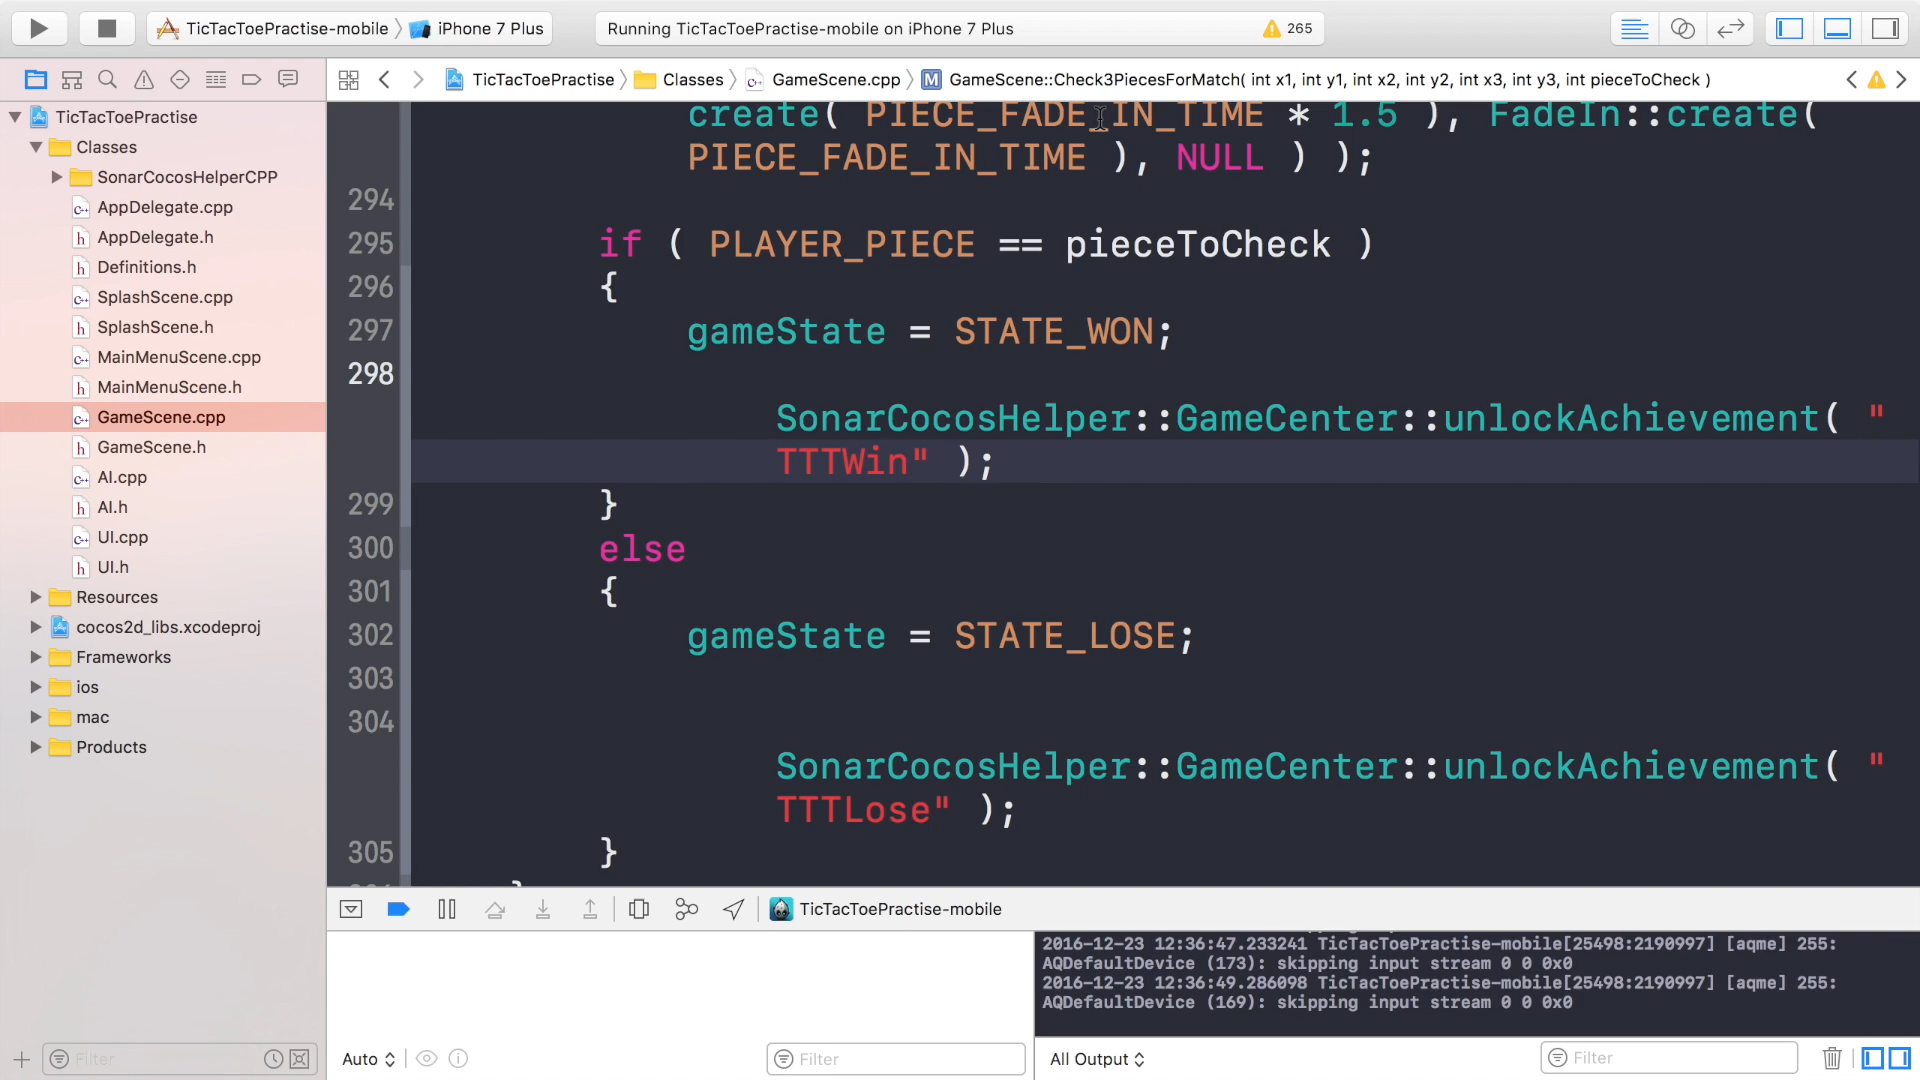 TicTacToePractise-mobile iPhone 7 Plus
Running TicTacToePractise-mobile on iPhone 7 Plus 265
TicTacToePractise Classes GameScene.cpp M GameScene::Check3PiecesForMatch( int x1, int y1, int x2, int y2, int x3, int y3, int pieceToCheck )
TicTacToePractise
Classes
SonarCocosHelperCPP
AppDelegate.cpp
AppDelegate.h
Definitions.h
SplashScene.cpp
SplashScene.h
MainMenuScene.cpp
MainMenuScene.h
GameScene.cpp
GameScene.h
AI.cpp
AI.h
UI.cpp
UI.h
Resources
cocos2d_libs.xcodeproj
Frameworks
ios
mac
Products
Filter
create( PIECE_FADE_IN_TIME * 1.5 ), FadeIn::create(
PIECE_FADE_IN_TIME ), NULL ) );
294
295 if ( PLAYER_PIECE == pieceToCheck )
296 {
297 gameState = STATE_WON;
298
SonarCocosHelper::GameCenter::unlockAchievement( "
TTTWin" );
299 }
300 else
301 {
302 gameState = STATE_LOSE;
303
304
SonarCocosHelper::GameCenter::unlockAchievement( "
TTTLose" );
305 }
TicTacToePractise-mobile
Auto
Filter
2016-12-23 12:36:47.233241 TicTacToePractise-mobile[25498:2190997] [aqme] 255:
AQDefaultDevice (173): skipping input stream 0 0 0x0
2016-12-23 12:36:49.286098 TicTacToePractise-mobile[25498:2190997] [aqme] 255:
AQDefaultDevice (169): skipping input stream 0 0 0x0
All Output
Filter